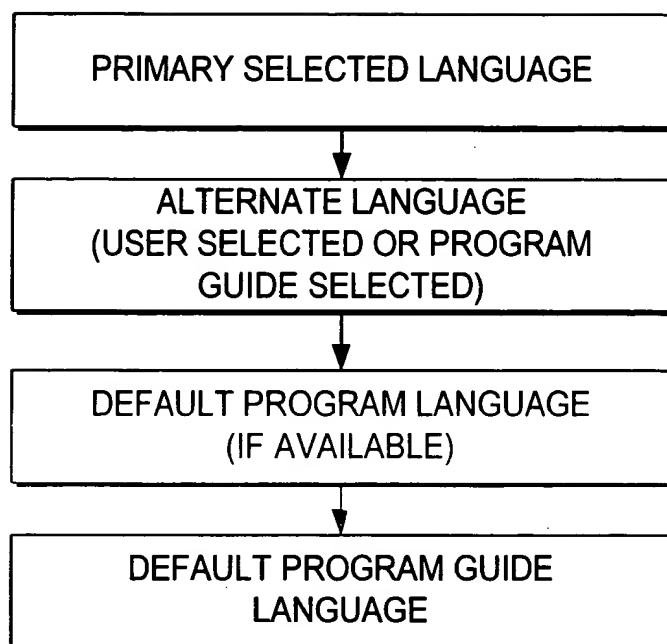 PRIMARY SELECTED LANGUAGE
ALTERNATE LANGUAGE
(USER SELECTED OR PROGRAM
GUIDE SELECTED)
DEFAULT PROGRAM LANGUAGE
(IF AVAILABLE)
DEFAULT PROGRAM GUIDE
LANGUAGE